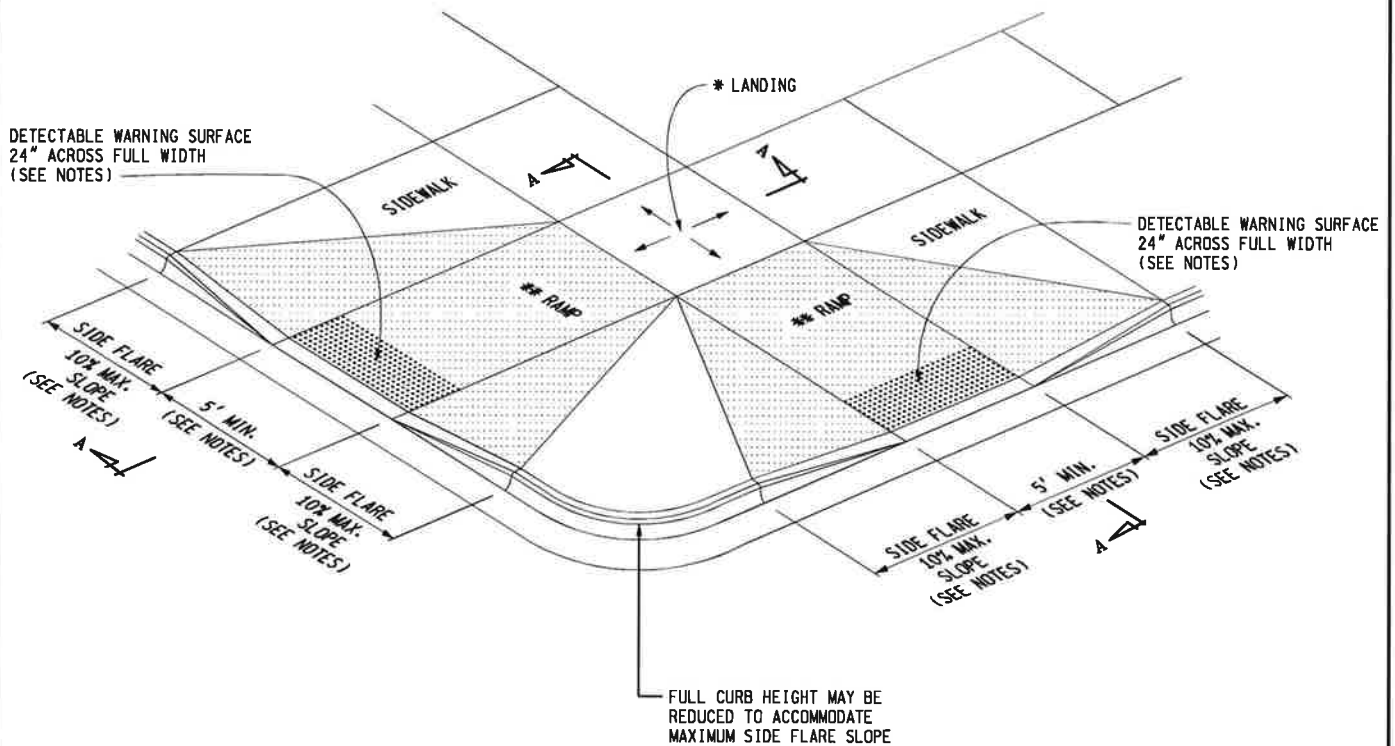 * LANDING
DETECTABLE WARNING SURFACE
24" ACROSS FULL WIDTH
(SEE NOTES)
A
A
SIDEWALK
SIDEWALK
DETECTABLE WARNING SURFACE
24" ACROSS FULL WIDTH
(SEE NOTES)
** RAMP
** RAMP
SIDE FLARE
10% MAX.
SLOPE
(SEE NOTES)
5' MIN.
(SEE NOTES)
SIDE FLARE
10% MAX.
SLOPE
(SEE NOTES)
A
SIDE FLARE
10% MAX.
SLOPE
(SEE NOTES)
5' MIN.
(SEE NOTES)
SIDE FLARE
10% MAX.
SLOPE
(SEE NOTES)
A
FULL CURB HEIGHT MAY BE
REDUCED TO ACCOMMODATE
MAXIMUM SIDE FLARE SLOPE